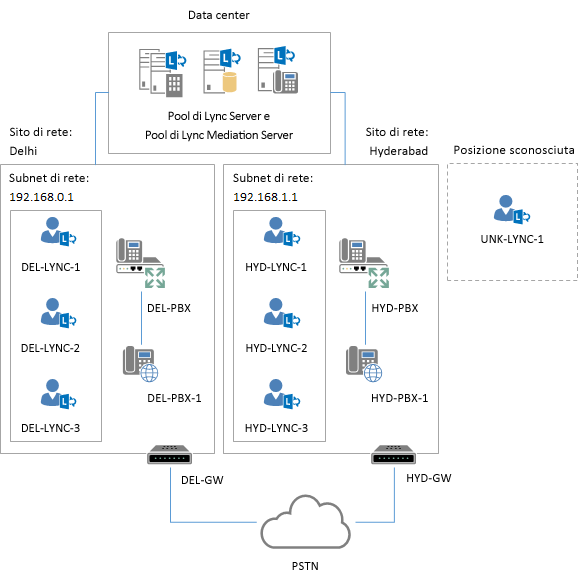 Data center
Pool di Lync Server e
Pool di Lync Mediation Server
Sito di rete:
Delhi
Sito di rete:
Hyderabad
Posizione sconosciuta
Subnet di rete:
192.168.0.1
DEL-LYNC-1
DEL-LYNC-2
DEL-LYNC-3
DEL-PBX
DEL-PBX-1
Subnet di rete:
192.168.1.1
HYD-LYNC-1
HYD-LYNC-2
HYD-LYNC-3
HYD-PBX
HYD-PBX-1
UNK-LYNC-1
DEL-GW
HYD-GW
PSTN